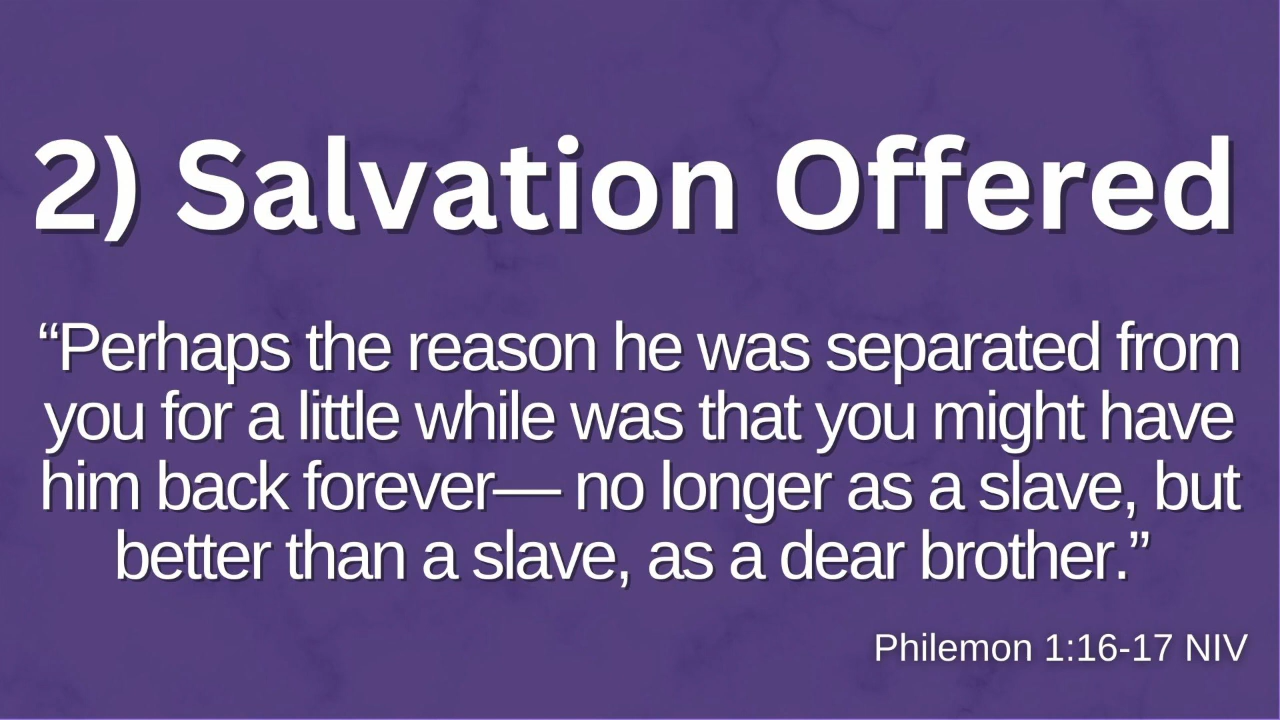 2) Salvation Offered
“Perhaps the reason he was separated from
you for a little while was that you might have
him back forever— no longer as a slave, but
better than a slave, as a dear brother.”
Philemon 1:16-17 NIV